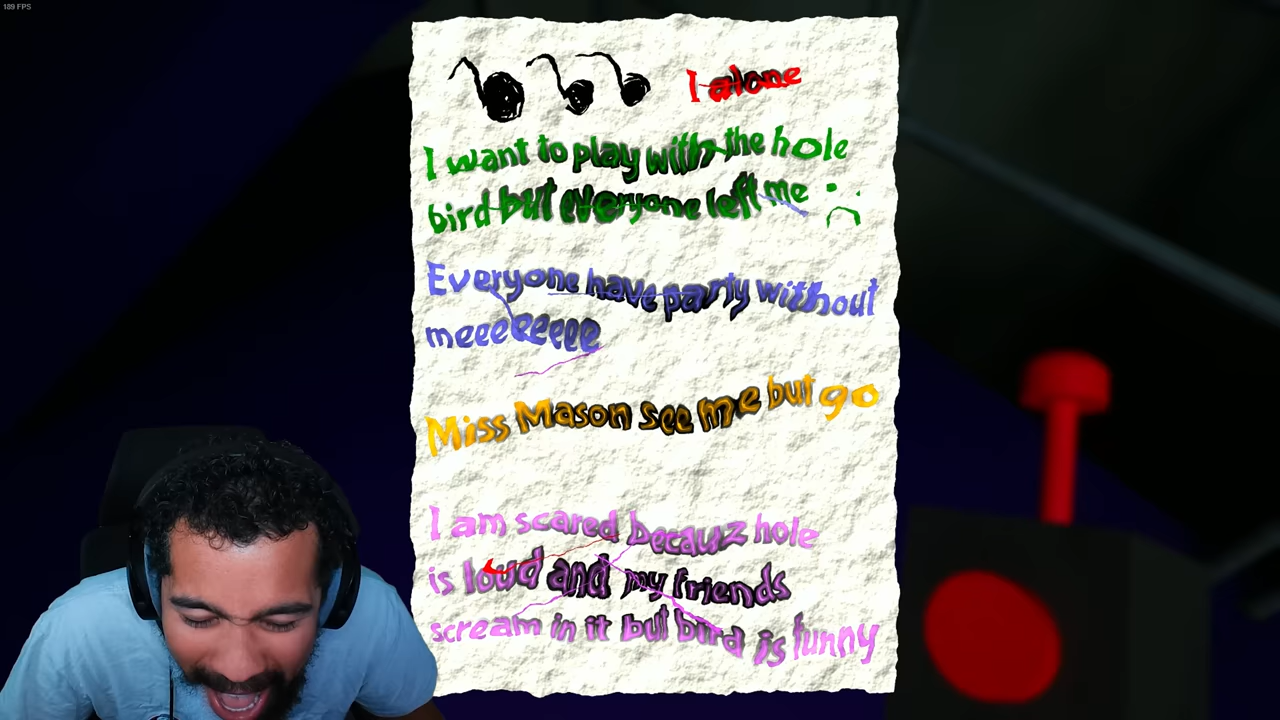 189 FPS
I alone
I want to play with the hole
bird but everyone left me
Everyone have party without
meeeeeeee
Miss Mason see me but go
I am scared becauz hole
is loud and my friends
scream in it but bird is funny